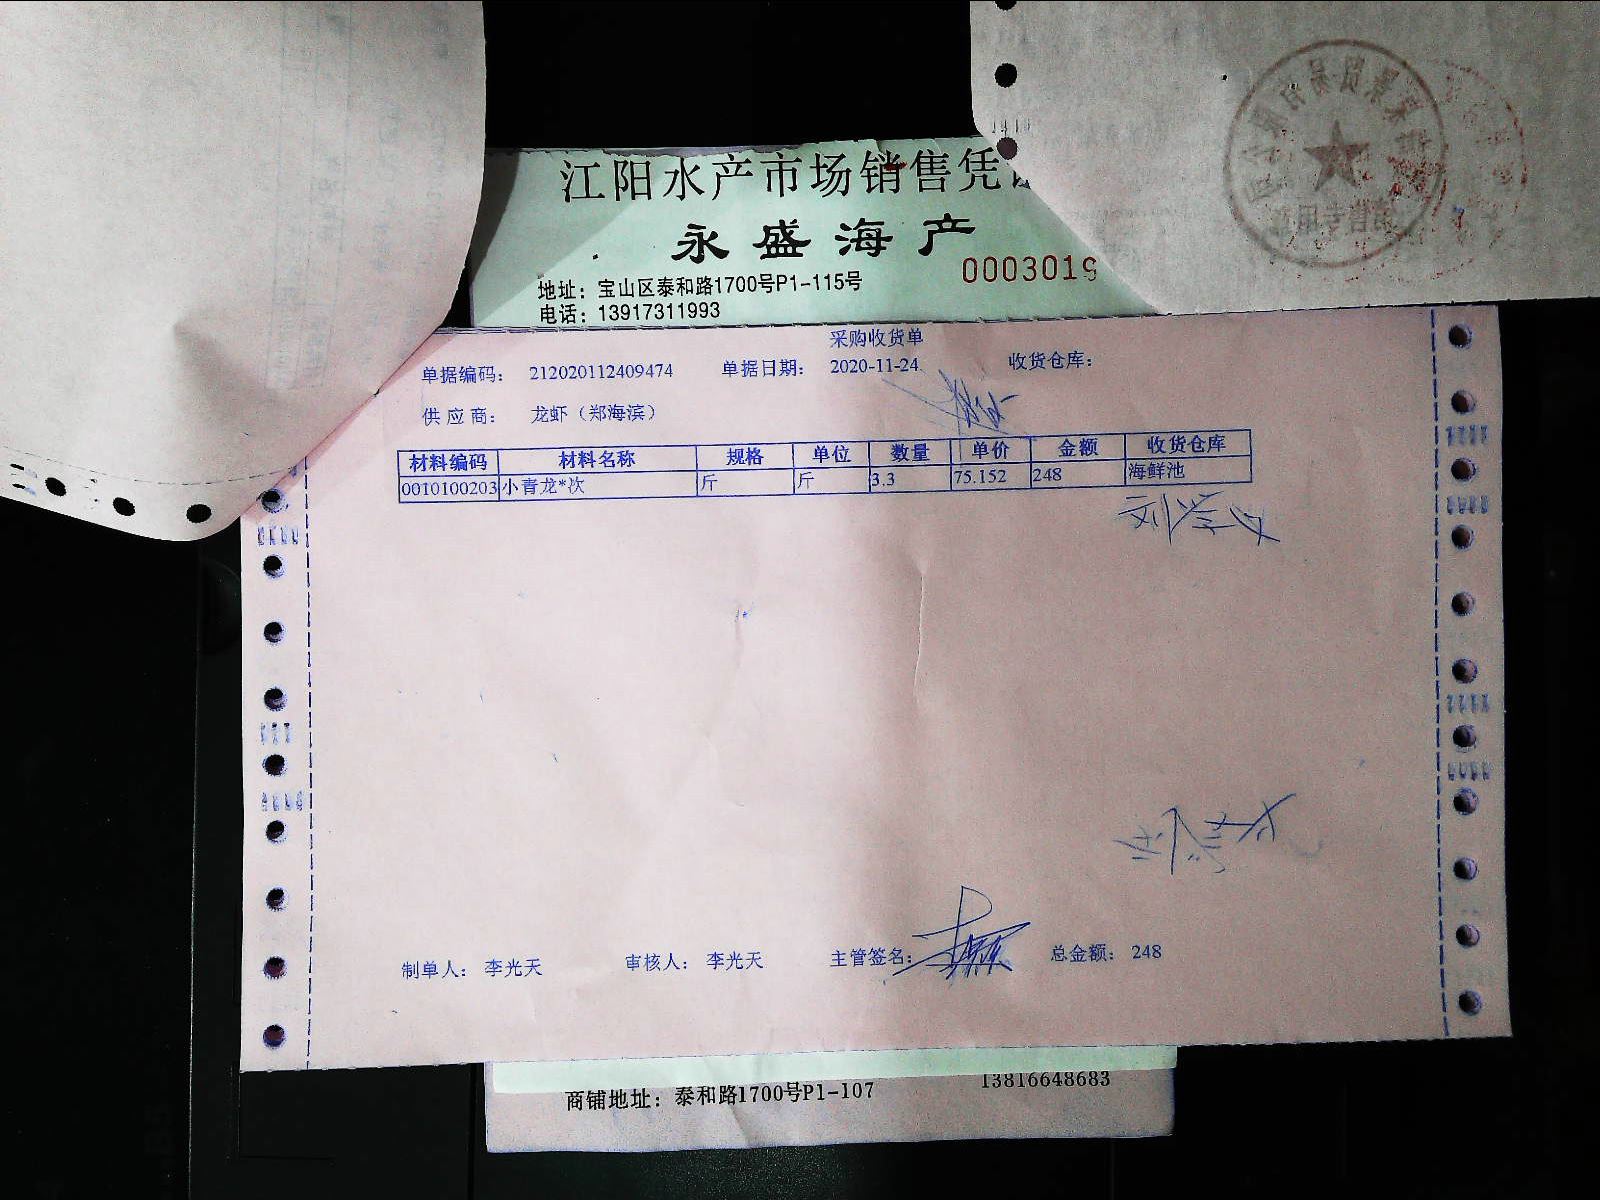 江阳水产市场销售凭
永盛海产
0003019
地址：宝山区泰和路1700号P1-115号
电话：13917311993
采购收货单
单据编码： 212020112409474 单据日期： 2020-11-24 收货仓库：
供应商： 龙虾（郑海滨）
材料编码 材料名称 规格 单位 数量 单价 金额 收货仓库
0010100203 小青龙*次 斤 斤 3.3 75.152 248 海鲜池
制单人： 李光天 审核人： 李光天 主管签名： 总金额： 248
商铺地址：泰和路1700号P1-107 13816648683